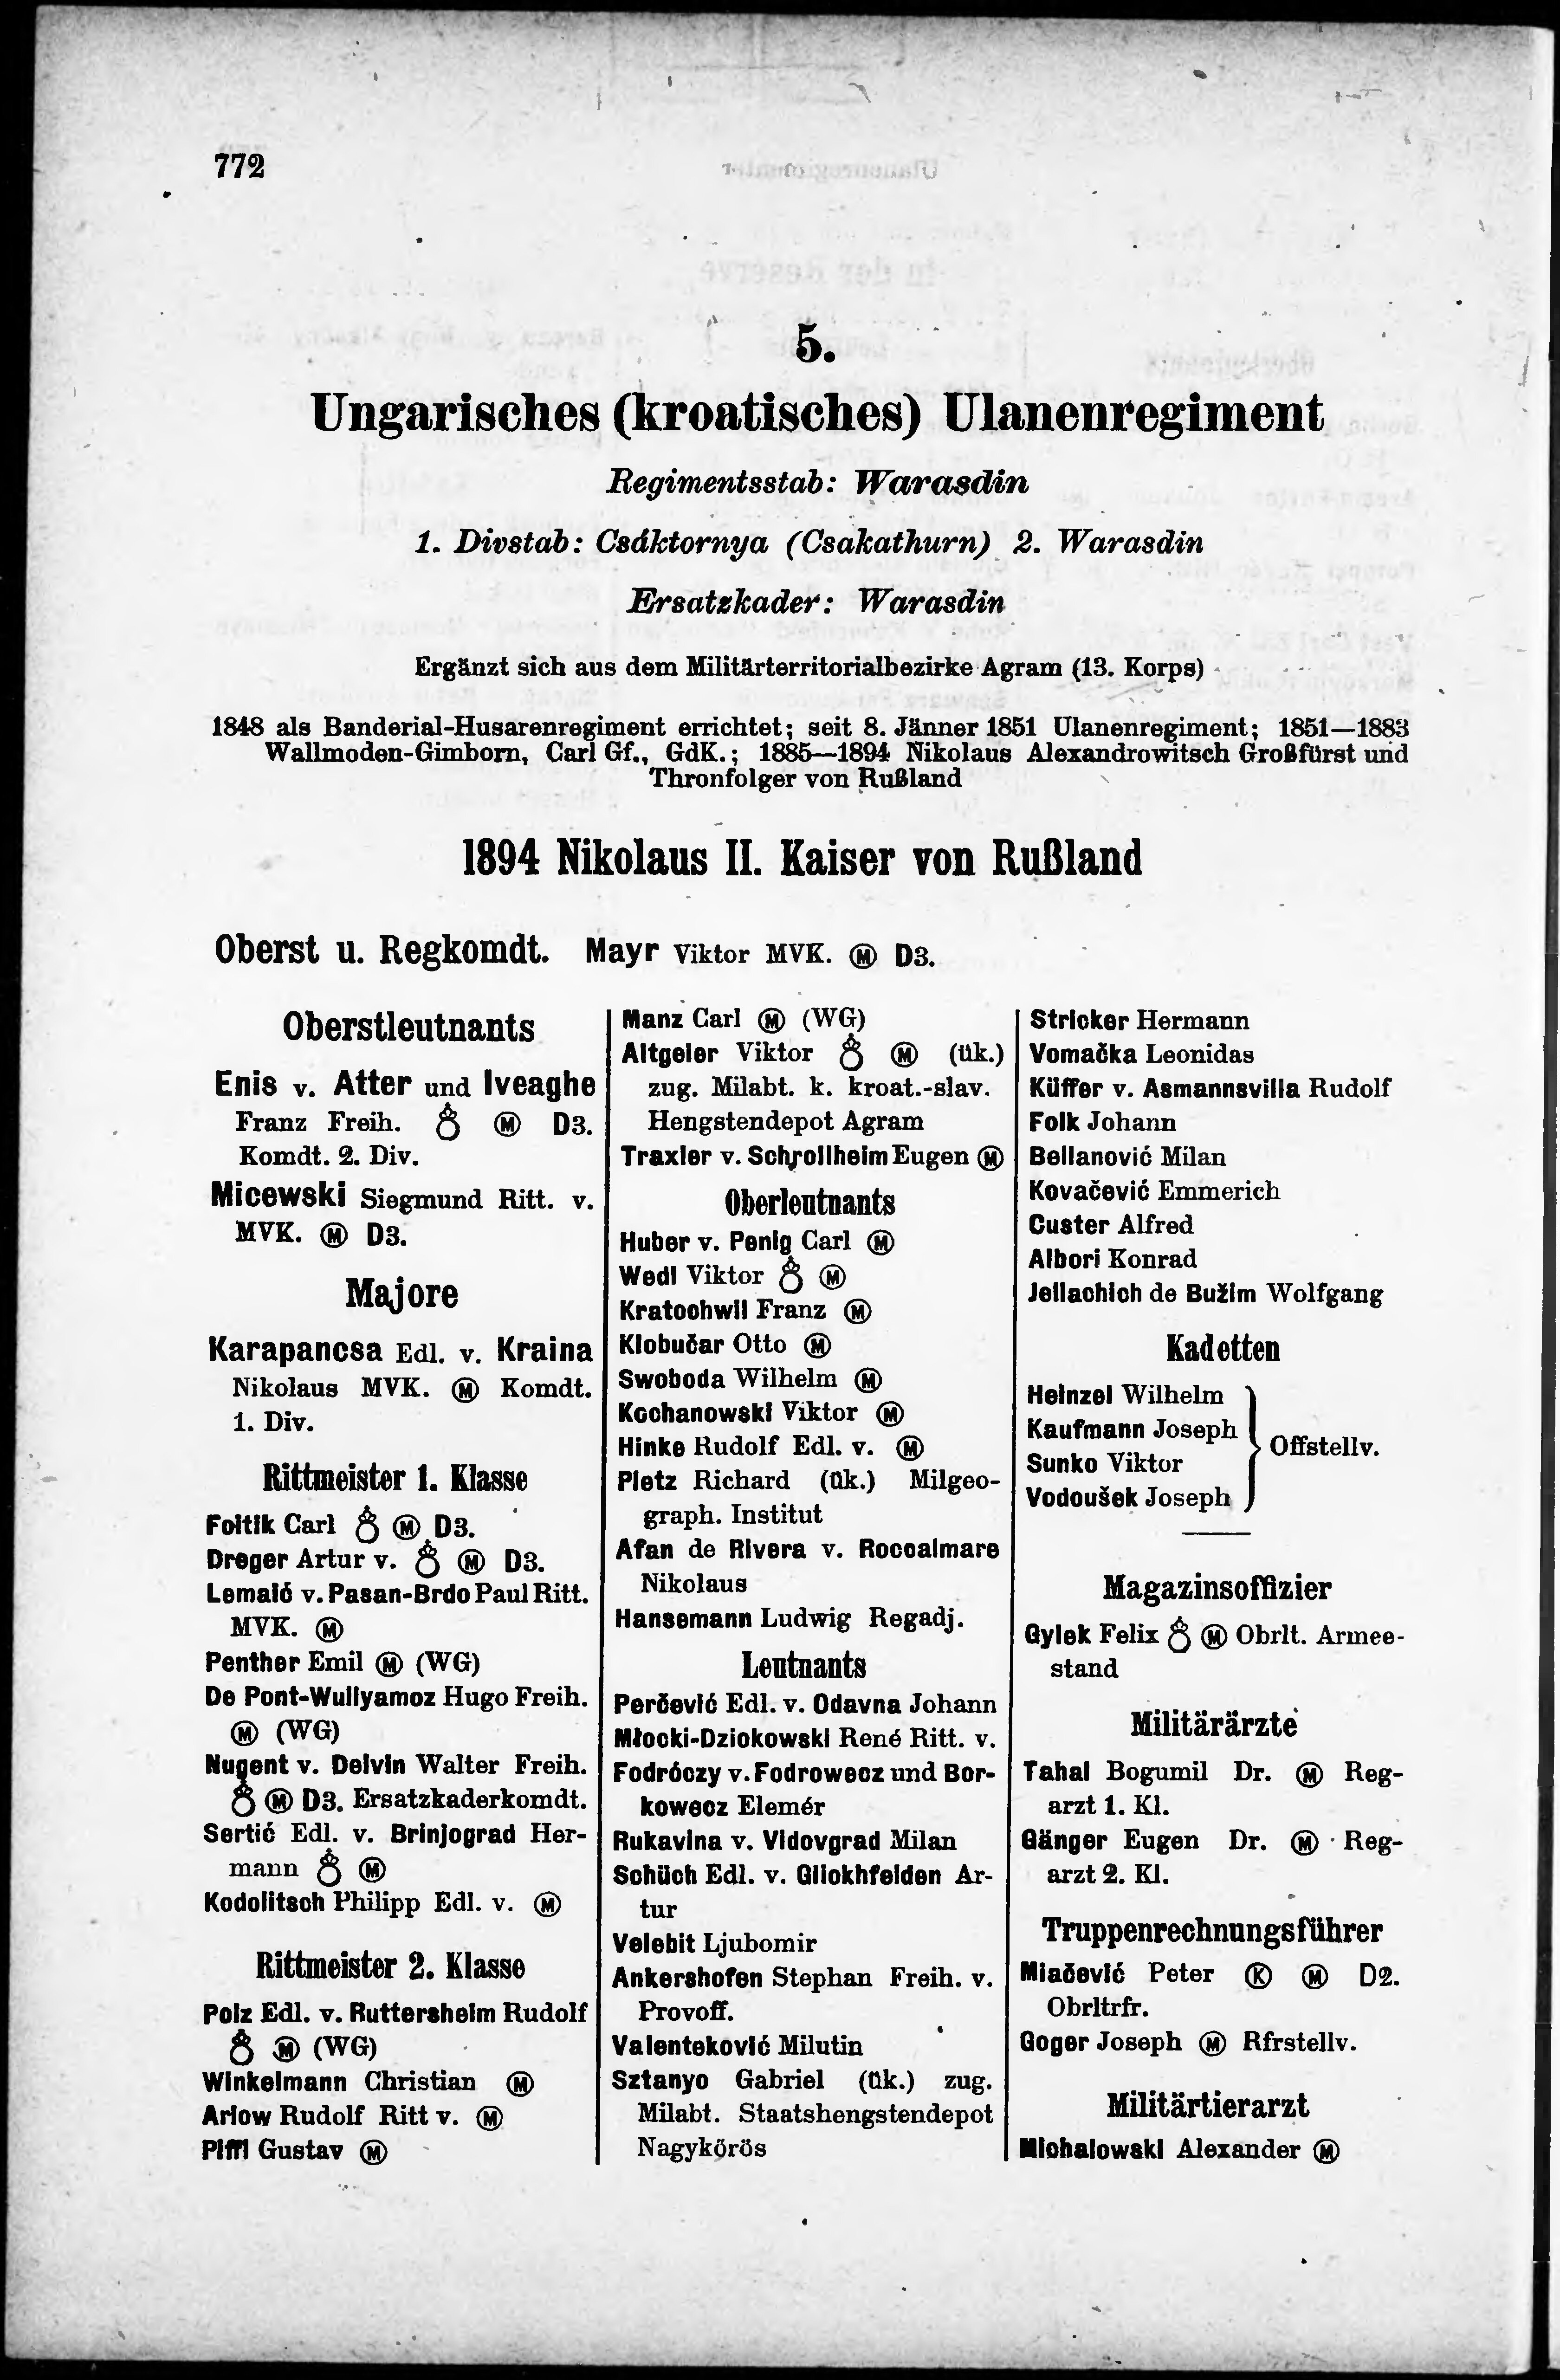 772
5.
Ungarisches (kroatisches) Ulanenregiment
Regimentsstab: Warasdin
1. Divstab: Csáktornya (Csakathurn) 2. Warasdin
Ersatzkader: Warasdin
Ergänzt sich aus dem Militärterritorialbezirke Agram (13. Korps)
1848 als Banderial-Husarenregiment errichtet; seit 8. Jänner 1851 Ulanenregiment; 1851—1883
Wallmoden-Gimborn, Carl Gf., GdK.; 1885—1894 Nikolaus Alexandrowitsch Großfürst und
Thronfolger von Rußland
1894 Nikolaus II. Kaiser von Rußland
Oberst u. Regkomdt. Mayr Viktor MVK. Ⓜ D3.
Oberstleutnants
Enis v. Atter und Iveaghe
Franz Freih. Ⓜ D3.
Komdt. 2. Div.
Micewski Siegmund Ritt. v.
MVK. Ⓜ D3.
Majore
Karapancsa Edl. v. Kraina
Nikolaus MVK. Ⓜ Komdt.
1. Div.
Rittmeister 1. Klasse
Foltik Carl Ⓜ D3.
Dreger Artur v. Ⓜ D3.
Lemaić v. Pasan-Brdo Paul Ritt.
MVK. Ⓜ
Penther Emil Ⓜ (WG)
De Pont-Wullyamoz Hugo Freih.
Ⓜ (WG)
Nugent v. Delvin Walter Freih.
Ⓜ D3. Ersatzkaderkomdt.
Sertić Edl. v. Brinjograd Her-
mann Ⓜ
Kodolitsch Philipp Edl. v. Ⓜ
Rittmeister 2. Klasse
Polz Edl. v. Ruttersheim Rudolf
Ⓜ (WG)
Winkelmann Christian Ⓜ
Arlow Rudolf Ritt v. Ⓜ
Piffl Gustav Ⓜ
Manz Carl Ⓜ (WG)
Altgeler Viktor Ⓜ (ük.)
zug. Milabt. k. kroat.-slav.
Hengstendepot Agram
Traxler v. Schrollheim Eugen Ⓜ
Oberleutnants
Huber v. Penig Carl Ⓜ
Wedl Viktor Ⓜ
Kratochwil Franz Ⓜ
Klobučar Otto Ⓜ
Swoboda Wilhelm Ⓜ
Kochanowski Viktor Ⓜ
Hinke Rudolf Edl. v. Ⓜ
Pletz Richard (ük.) Milgeo-
graph. Institut
Afan de Rivera v. Roccalmare
Nikolaus
Hansemann Ludwig Regadj.
Leutnants
Perčević Edl. v. Odavna Johann
Młocki-Dziokowski René Ritt. v.
Fodróczy v. Fodrowecz und Bor-
kowecz Elemér
Rukavina v. Vidovgrad Milan
Schüch Edl. v. Glickhfelden Ar-
tur
Velebit Ljubomir
Ankershofen Stephan Freih. v.
Provoff.
Valenteković Milutin
Sztanyo Gabriel (ük.) zug.
Milabt. Staatshengstendepot
Nagykőrös
Stricker Hermann
Vomačka Leonidas
Küffer v. Asmannsvilla Rudolf
Folk Johann
Bellanović Milan
Kovačević Emmerich
Custer Alfred
Albori Konrad
Jellachich de Bužim Wolfgang
Kadetten
Heinzel Wilhelm
Kaufmann Joseph
Offstellv.
Sunko Viktor
Vodoušek Joseph
Magazinsoffizier
Gylek Felix Ⓜ Obrlt. Armee-
stand
Militärärzte
Tahal Bogumil Dr. Ⓜ Reg-
arzt 1. Kl.
Gänger Eugen Dr. Ⓜ Reg-
arzt 2. Kl.
Truppenrechnungsführer
Miačević Peter Ⓚ Ⓜ D2.
Obrltrfr.
Goger Joseph Ⓜ Rfrstellv.
Militärtierarzt
Michalowski Alexander Ⓜ